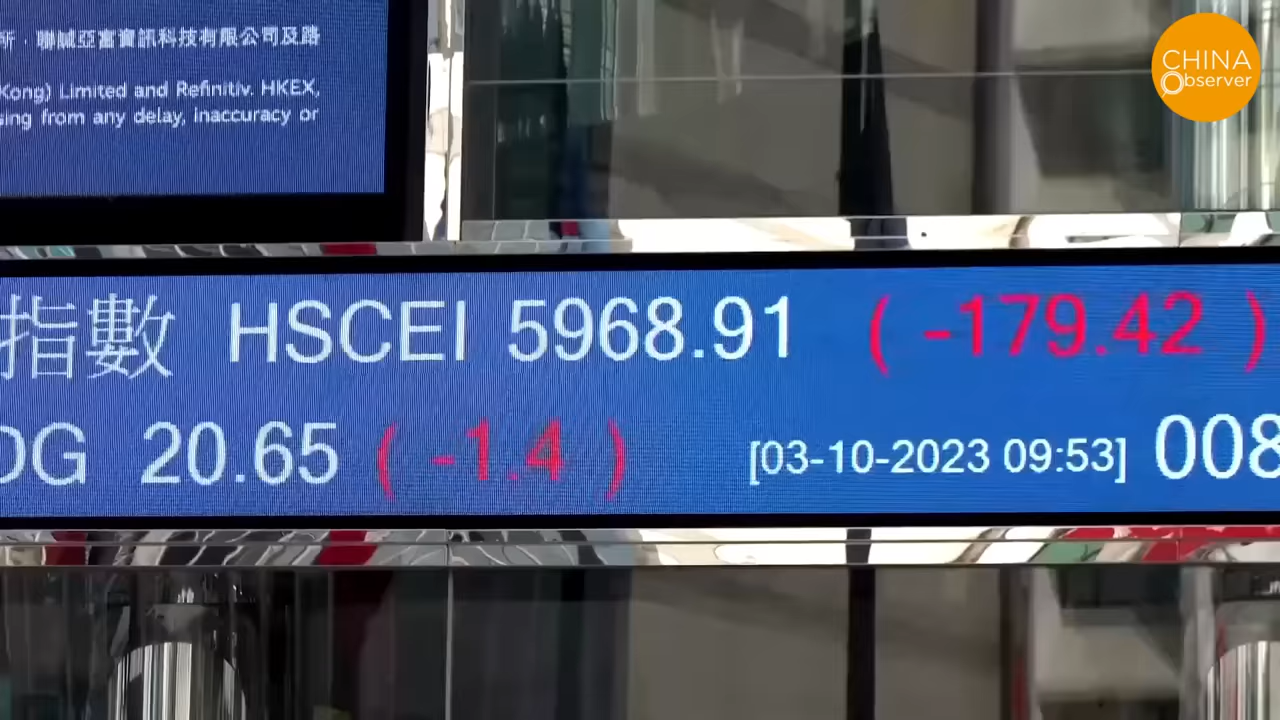 所．聯諴亞富資訊科技有限公司及路
Kong) Limited and Refinitiv. HKEX,
sing from any delay, inaccuracy or
CHINA
Observer
指數 HSCEI 5968.91 ( -179.42 )
DG 20.65 ( -1.4 ) [03-10-2023 09:53] 008